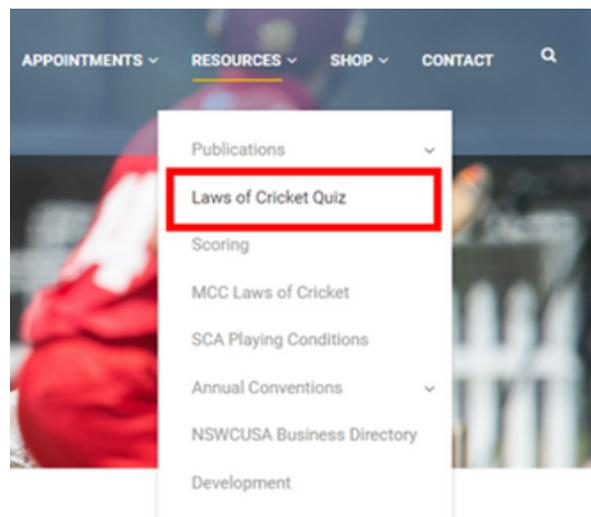 APPOINTMENTS RESOURCES SHOP CONTACT
Publications
Laws of Cricket Quiz
Scoring
MCC Laws of Cricket
SCA Playing Conditions
Annual Conventions
NSWCUSA Business Directory
Development